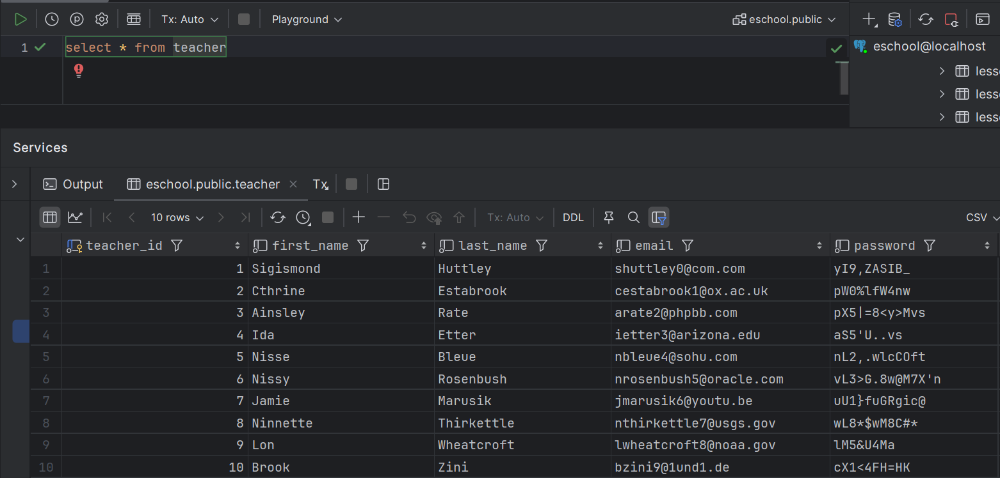 Tx: Auto Playground eschool.public
1 select * from teacher
eschool@localhost
less
less
less
Services
Output eschool.public.teacher Tx
10 rows Tx: Auto DDL CSV
teacher_id first_name last_name email password
1 1 Sigismond Huttley shuttley0@com.com yI9,ZASIB_
2 2 Cthrine Estabrook cestabrook1@ox.ac.uk pW0%lfW4nw
3 3 Ainsley Rate arate2@phpbb.com pX5|=8<y>Mvs
4 4 Ida Etter ietter3@arizona.edu aS5'U..vs
5 5 Nisse Bleue nbleue4@sohu.com nL2,.wlcCOft
6 6 Nissy Rosenbush nrosenbush5@oracle.com vL3>G.8w@M7X'n
7 7 Jamie Marusik jmarusik6@youtu.be uU1}fuGRgic@
8 8 Ninnette Thirkettle nthirkettle7@usgs.gov wL8*$wM8C#*
9 9 Lon Wheatcroft lwheatcroft8@noaa.gov lM5&U4Ma
10 10 Brook Zini bzini9@1und1.de cX1<4FH=HK